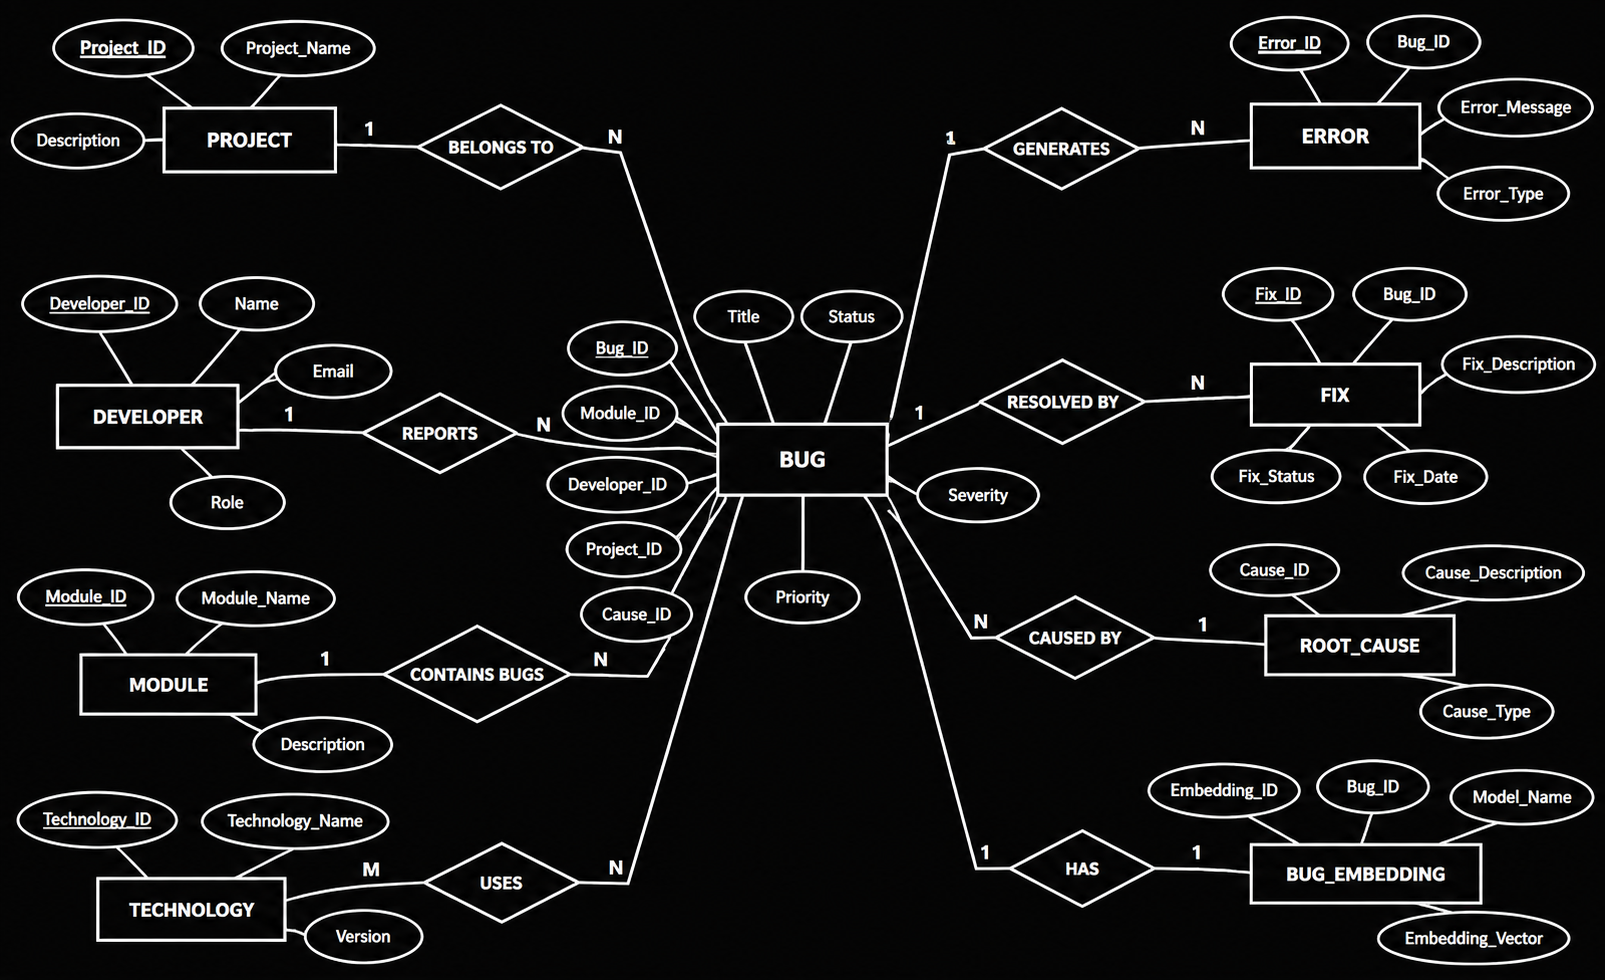 Project_ID
Project_Name
Description
PROJECT
1
BELONGS TO
N
1
GENERATES
N
Error_ID
Bug_ID
Error_Message
ERROR
Error_Type
Developer_ID
Name
Email
DEVELOPER
1
REPORTS
N
Role
Bug_ID
Module_ID
Developer_ID
Project_ID
Cause_ID
Title
Status
BUG
Severity
Priority
1
RESOLVED BY
N
Fix_ID
Bug_ID
Fix_Description
FIX
Fix_Status
Fix_Date
Module_ID
Module_Name
MODULE
1
CONTAINS BUGS
N
Description
N
CAUSED BY
1
Cause_ID
Cause_Description
ROOT_CAUSE
Cause_Type
Technology_ID
Technology_Name
TECHNOLOGY
M
USES
N
Version
1
HAS
1
Embedding_ID
Bug_ID
Model_Name
BUG_EMBEDDING
Embedding_Vector